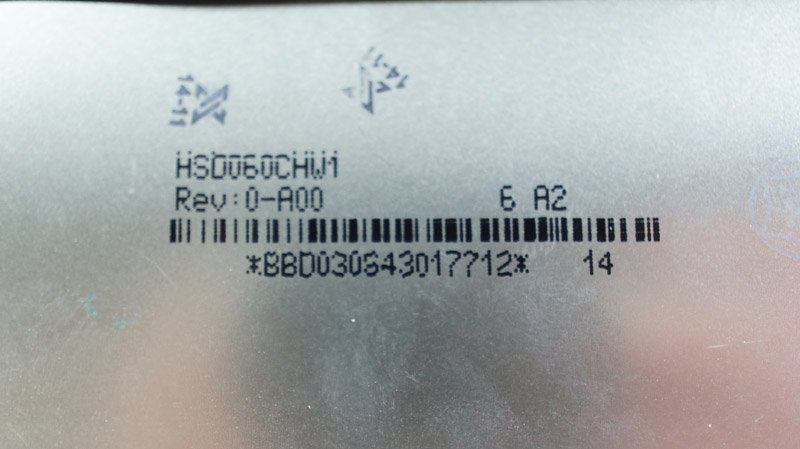 14-11
14-11
HSD060CHW1
Rev:0-A00 6 A2
*BBD030643017712* 14